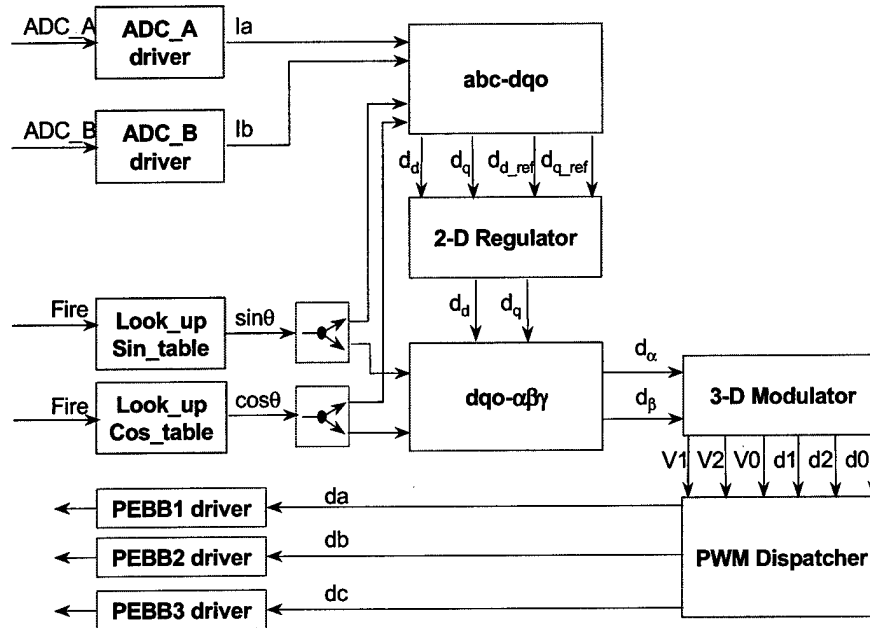 ADC_A
ADC_A
driver
Ia
ADC_B
ADC_B
driver
Ib
abc-dqo
d_d
d_q
d_d_ref
d_q_ref
2-D Regulator
d_d
d_q
Fire
Look_up
Sin_table
sinθ
Fire
Look_up
Cos_table
cosθ
dqo-αβγ
d_α
d_β
3-D Modulator
V1
V2
V0
d1
d2
d0
PEBB1 driver
da
PEBB2 driver
db
PEBB3 driver
dc
PWM Dispatcher